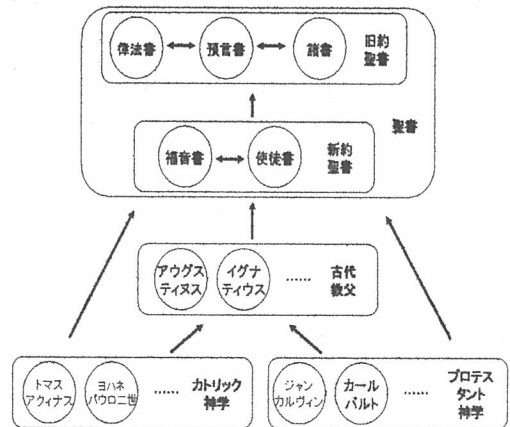 律法書
預言書
諸書
旧約
聖書
聖書
福音書
使徒書
新約
聖書
アウグス
ティヌス
イグナ
ティウス
……
古代
教父
トマス
アクィナス
ヨハネ
パウロ二世
……
カトリック
神学
ジャン
カルヴィン
カール
バルト
……
プロテス
タント
神学